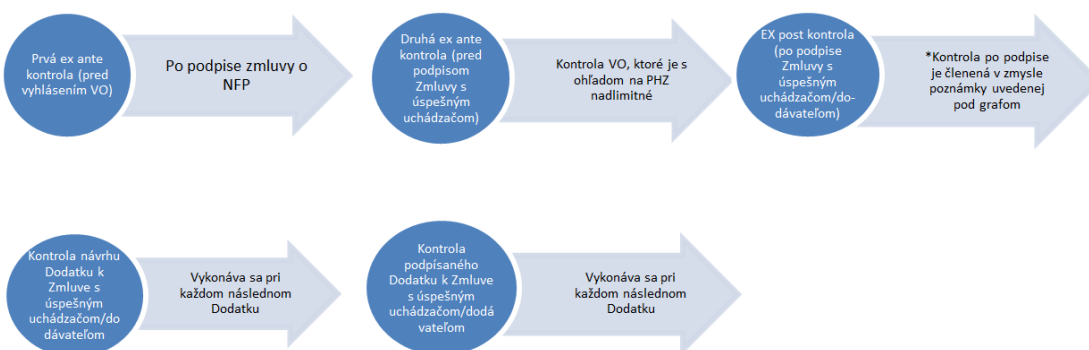 Prvá ex ante
kontrola (pred
vyhlásením VO)
Po podpise zmluvy o
NFP
Druhá ex ante
kontrola (pred
podpisom
Zmluvy s
úspešným
uchádzačom)
Kontrola VO, ktoré je s
ohľadom na PHZ
nadlimitné
EX post kontrola
(po podpise
Zmluvy s
úspešným
uchádzačom/do-
dávateľom)
*Kontrola po podpise
je členená v zmysle
poznámky uvedenej
pod grafom
Kontrola návrhu
Dodatku k
Zmluve s
úspešným
uchádzačom/do
dávateľom
Vykonáva sa pri
každom následnom
Dodatku
Kontrola
podpísaného
Dodatku k Zmluve
s úspešným
uchádzačom/dodá
vateľom
Vykonáva sa pri
každom následnom
Dodatku